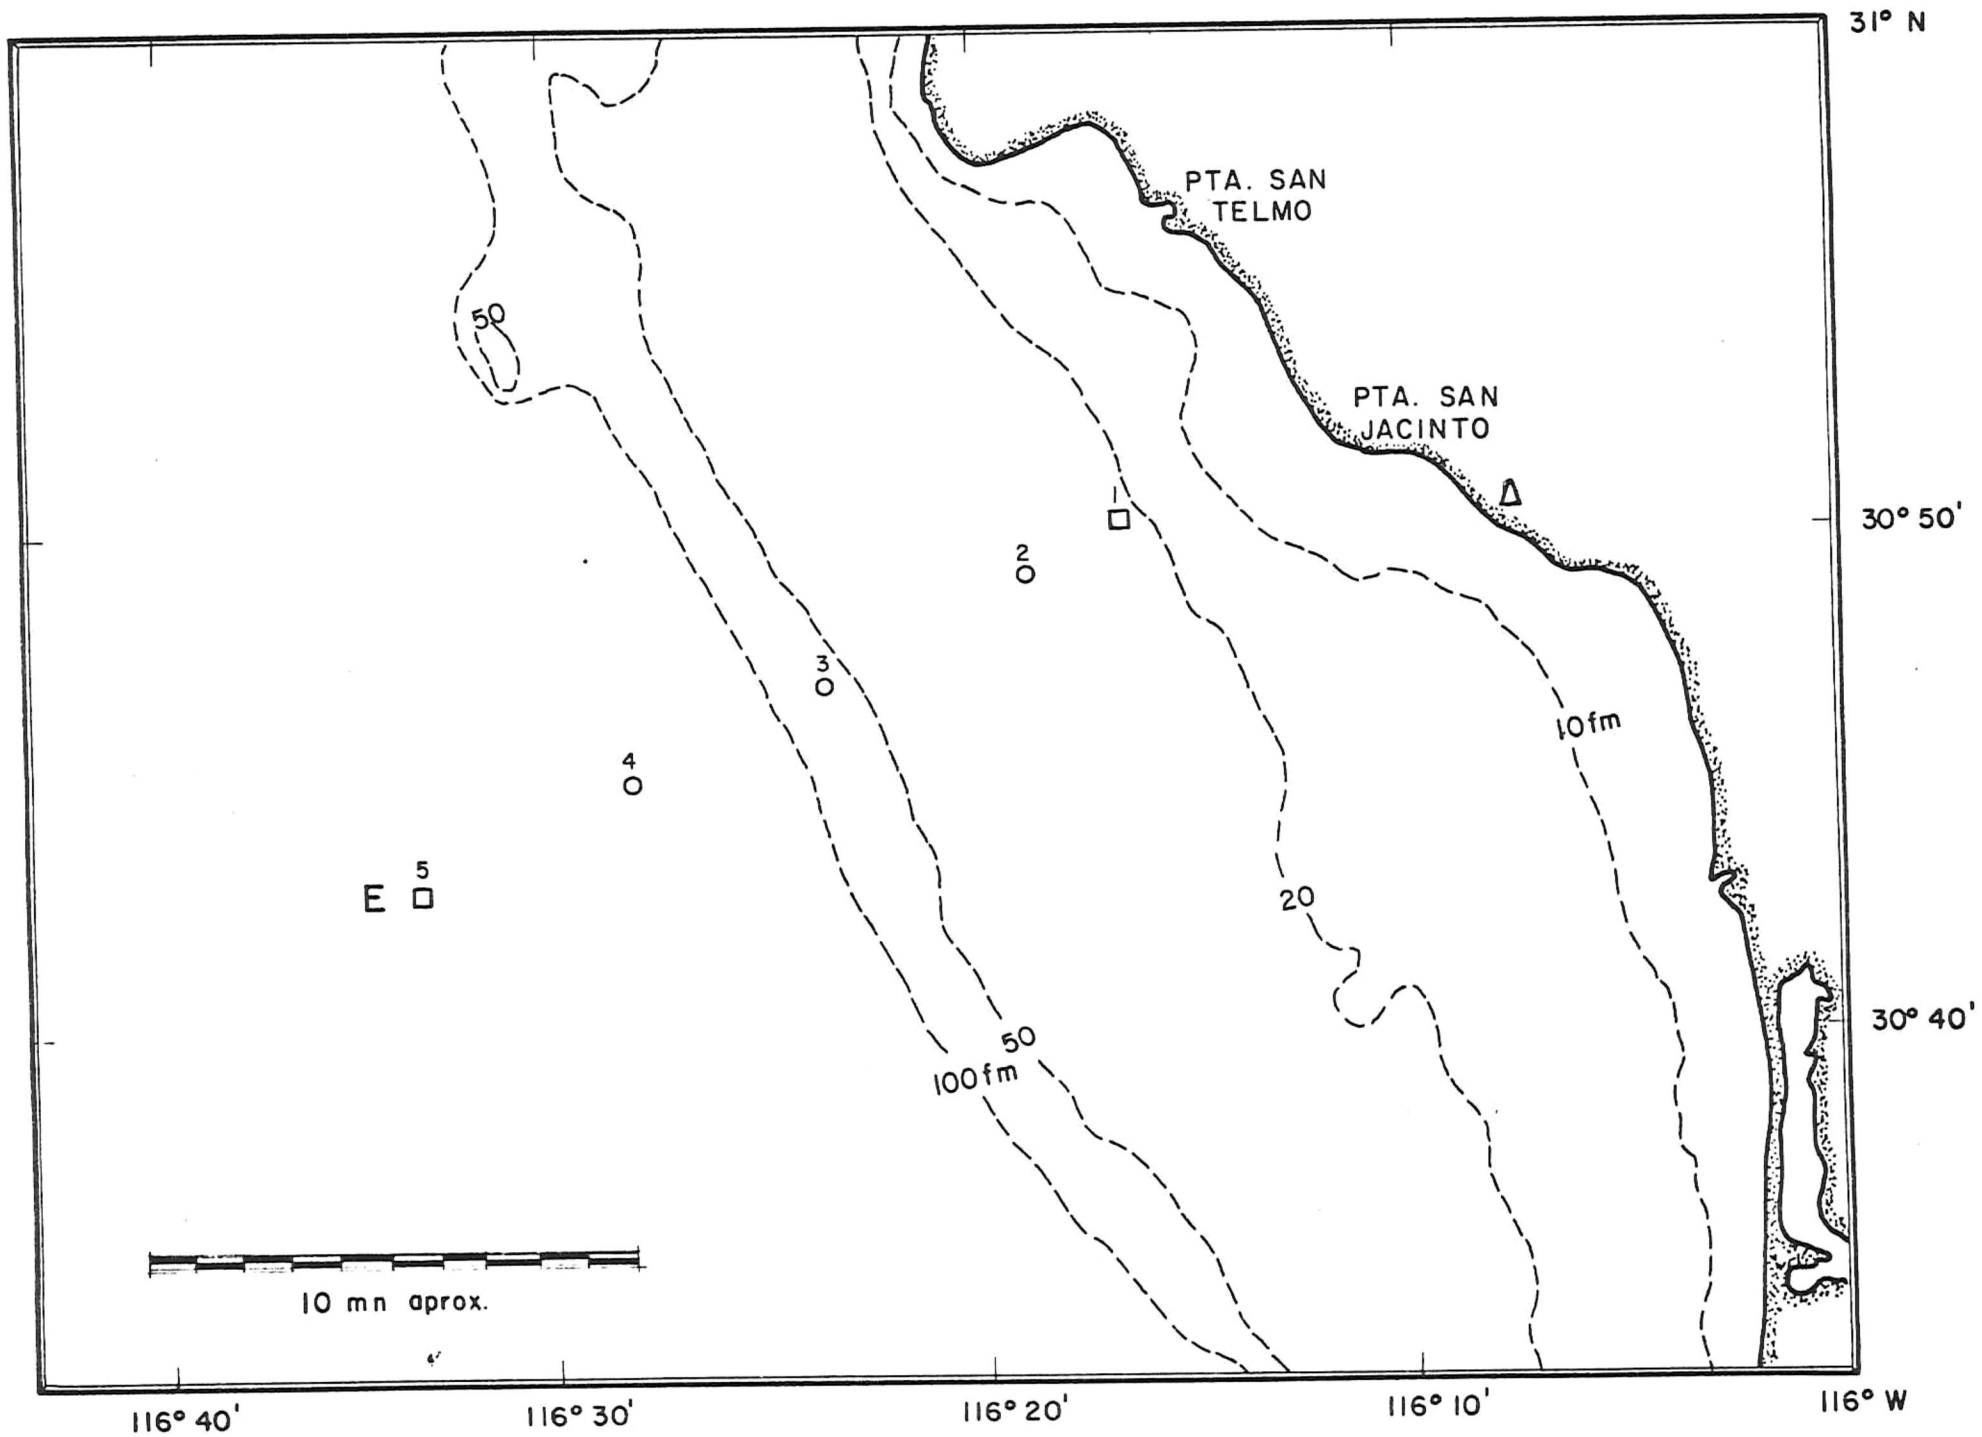 31° N
PTA. SAN
TELMO
50
PTA. SAN
JACINTO
1
30° 50'
2
3
10fm
4
5
E
20
30° 40'
50
100fm
10 mn aprox.
116° 40'
116° 30'
116° 20'
116° 10'
116° W